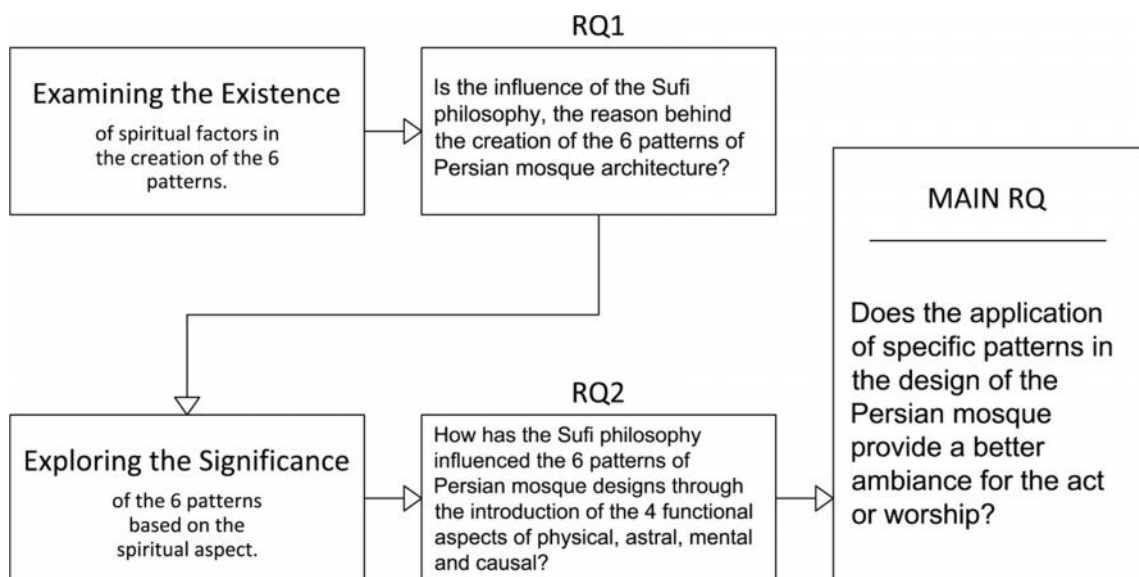 Examining the Existence
of spiritual factors in
the creation of the 6
patterns.
RQ1
Is the influence of the Sufi
philosophy, the reason behind
the creation of the 6 patterns of
Persian mosque architecture?
Exploring the Significance
of the 6 patterns
based on the
spiritual aspect.
RQ2
How has the Sufi philosophy
influenced the 6 patterns of
Persian mosque designs through
the introduction of the 4 functional
aspects of physical, astral, mental
and causal?
MAIN RQ
Does the application
of specific patterns in
the design of the
Persian mosque
provide a better
ambiance for the act
or worship?